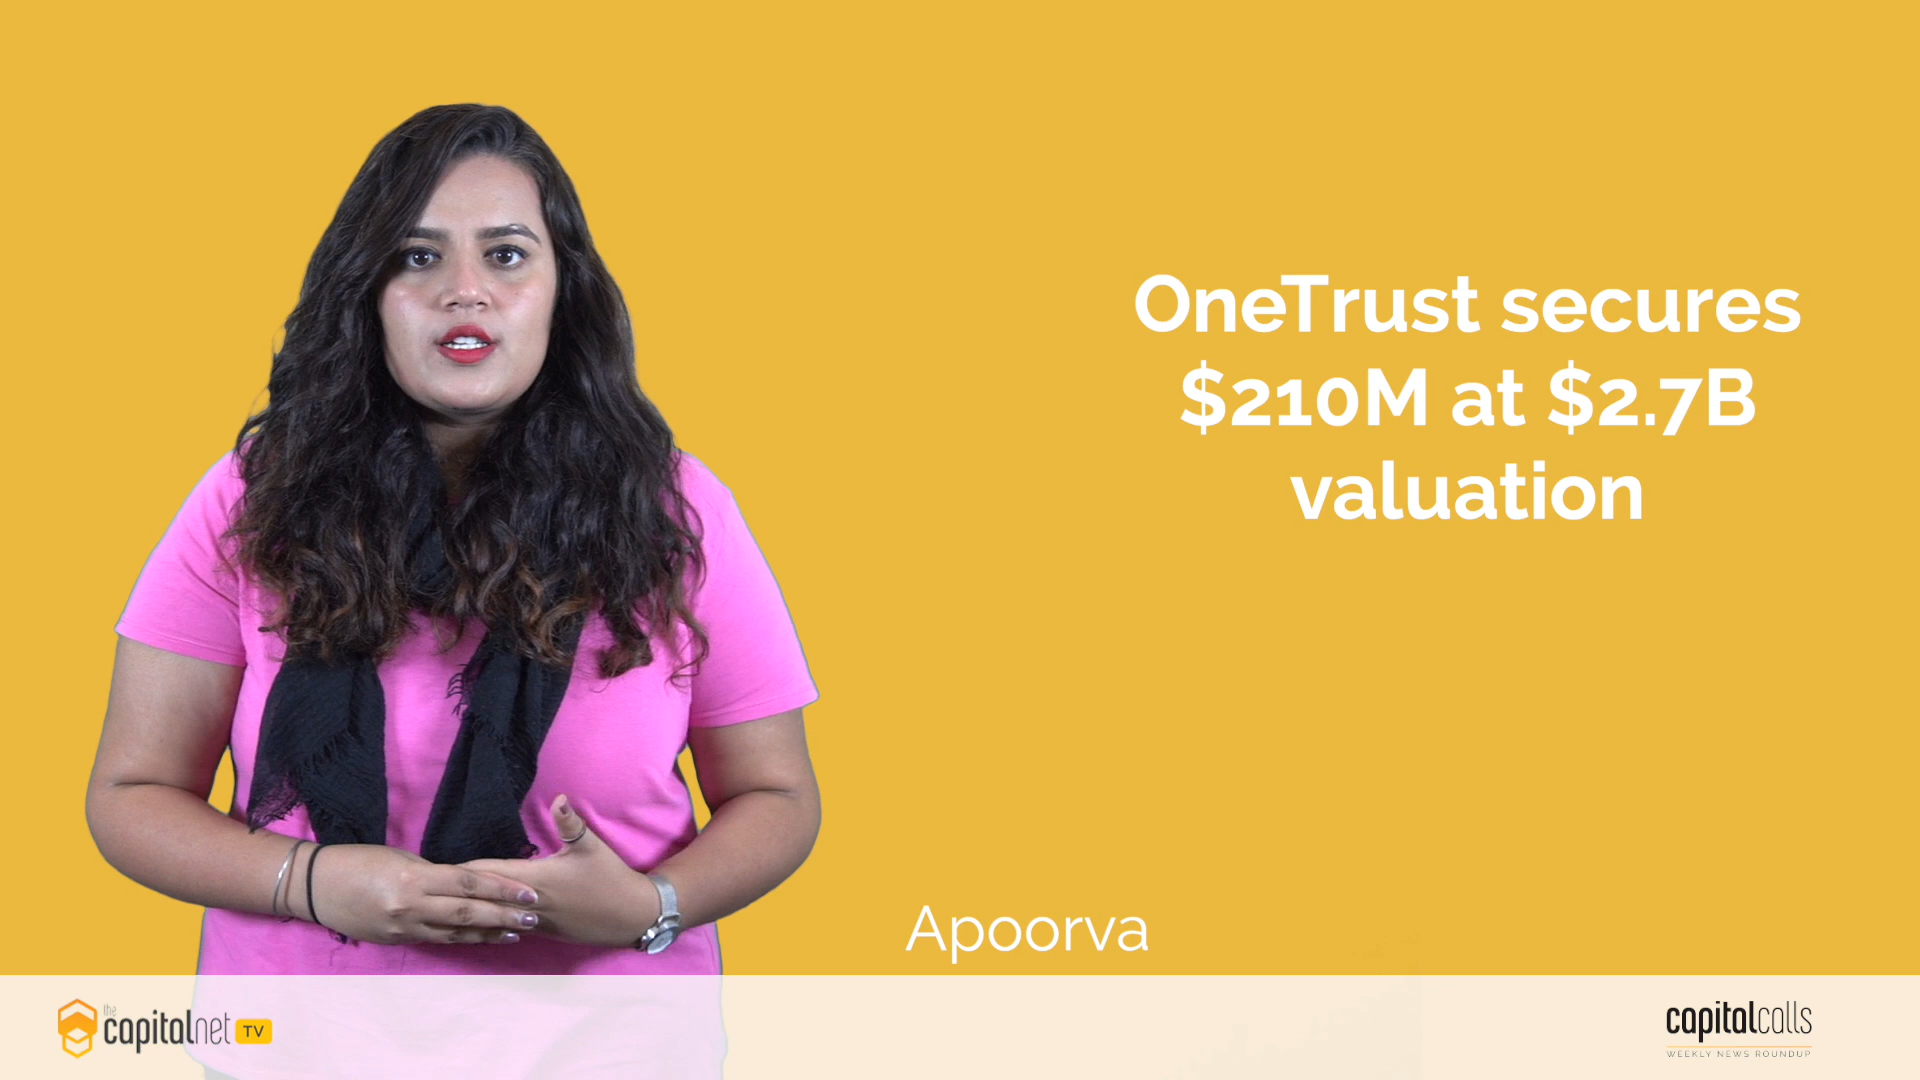 OneTrust secures
$210M at $2.7B
valuation
Apoorva
the
capitalnet TV
capitalcalls
WEEKLY NEWS ROUNDUP